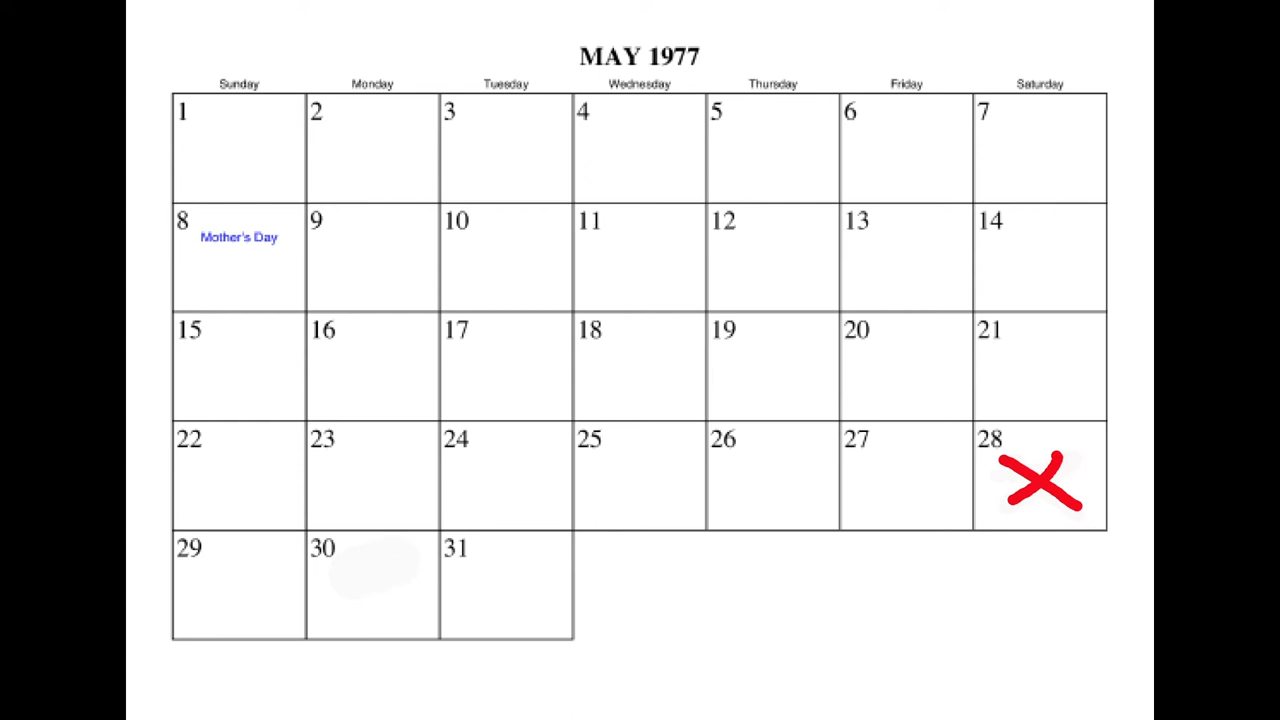 MAY 1977
Sunday Monday Tuesday Wednesday Thursday Friday Saturday
1 2 3 4 5 6 7
8 9 10 11 12 13 14
Mother's Day
15 16 17 18 19 20 21
22 23 24 25 26 27 28
29 30 31